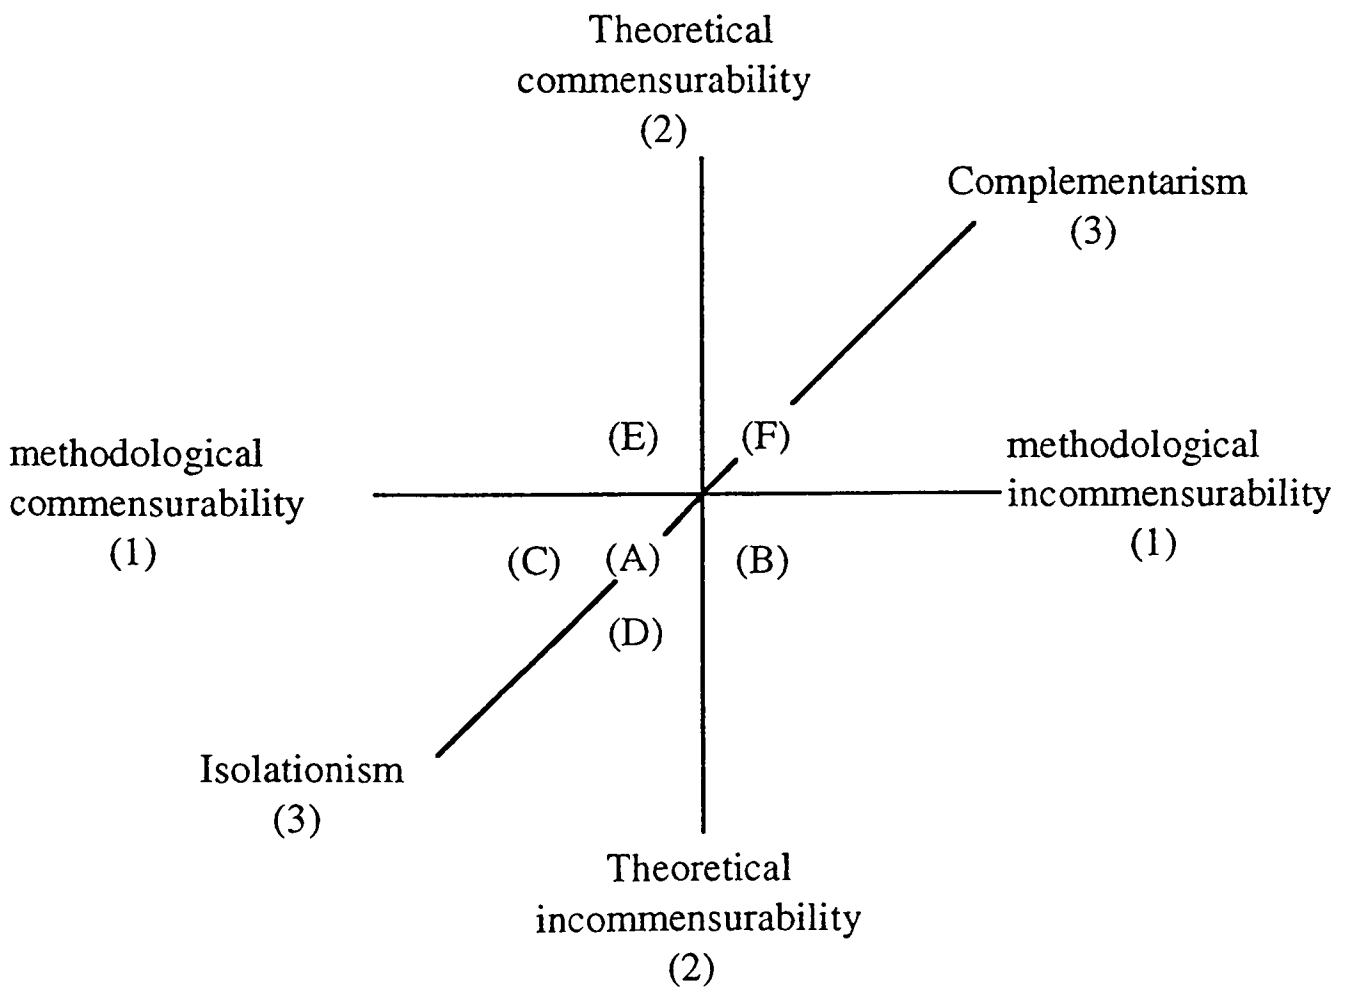 Theoretical
commensurability
(2)
Complementarism
(3)
(E)
(F)
methodological
commensurability
(1)
methodological
incommensurability
(1)
(C)
(A)
(B)
(D)
Isolationism
(3)
Theoretical
incommensurability
(2)